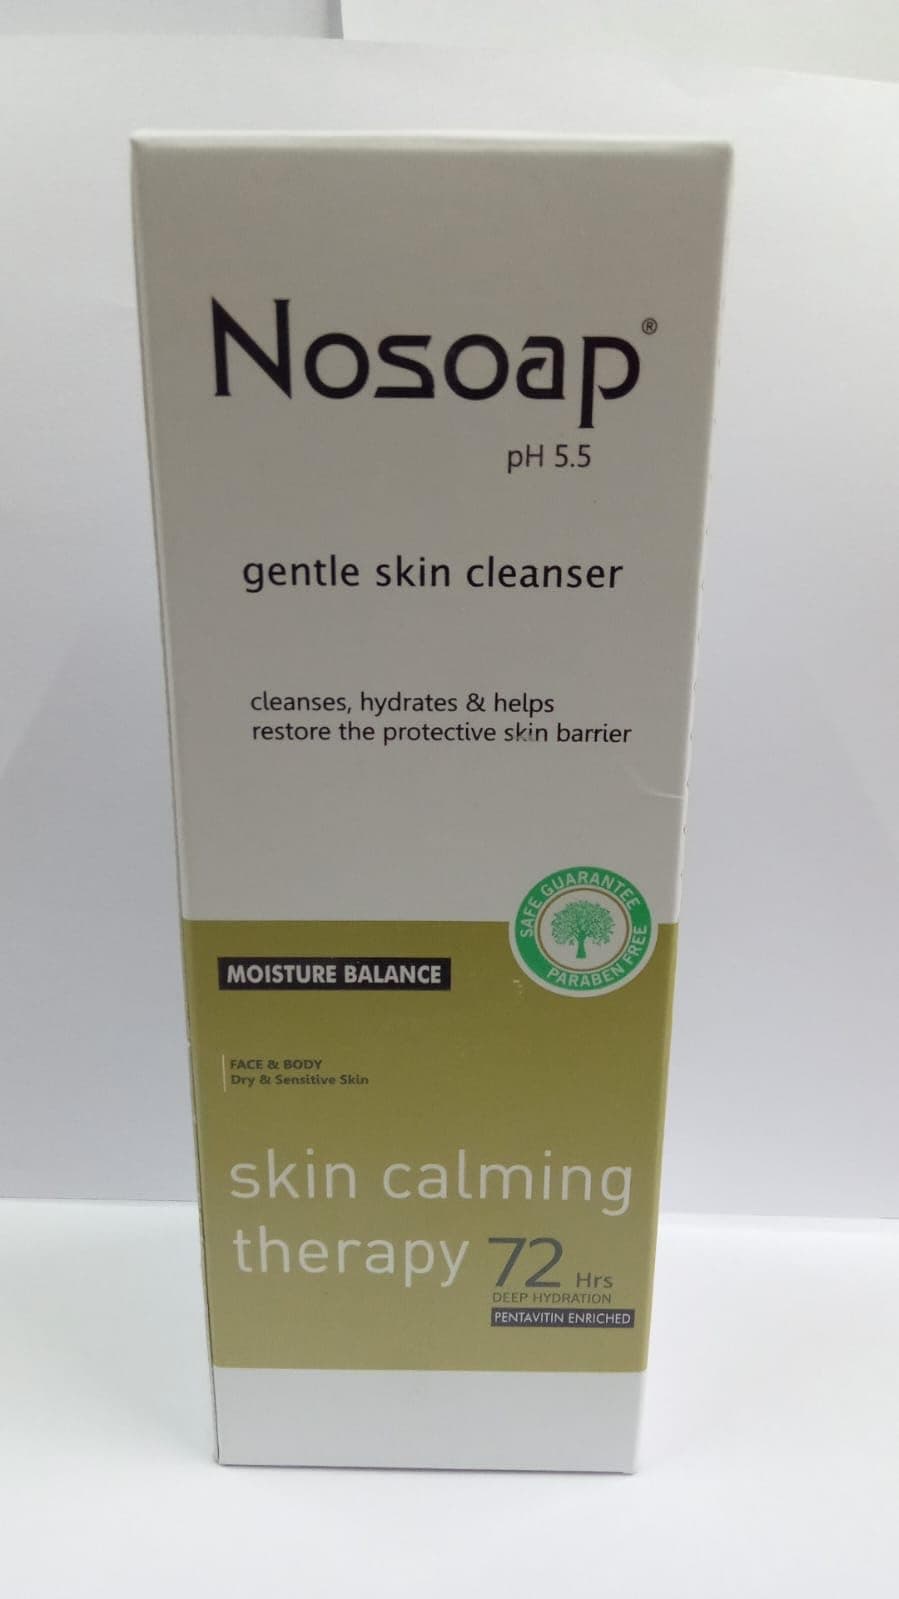 Nosoap®
pH 5.5
gentle skin cleanser
cleanses, hydrates & helps
restore the protective skin barrier
SAFE GUARANTEE
PARABEN FREE
MOISTURE BALANCE
FACE & BODY
Dry & Sensitive Skin
skin calming
therapy 72 Hrs
DEEP HYDRATION
PENTAVITIN ENRICHED